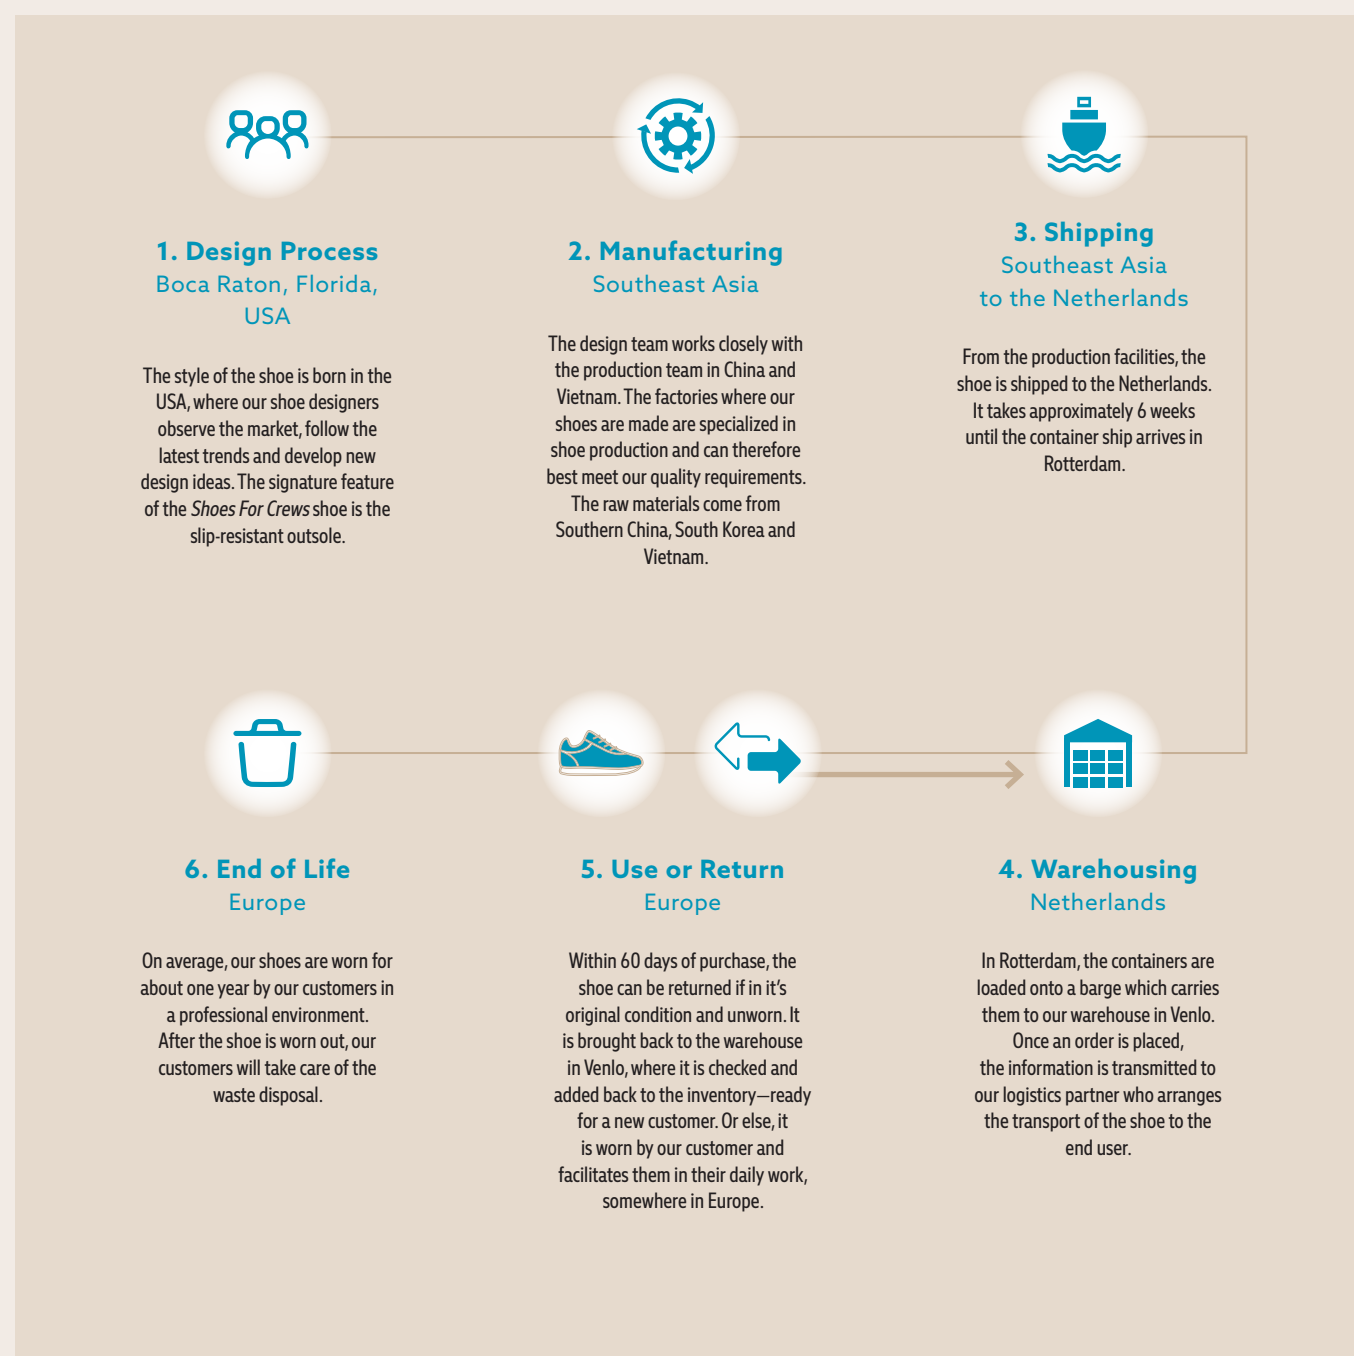 1. Design Process
Boca Raton, Florida,
USA
The style of the shoe is born in the
USA, where our shoe designers
observe the market, follow the
latest trends and develop new
design ideas. The signature feature
of the Shoes For Crews shoe is the
slip-resistant outsole.
2. Manufacturing
Southeast Asia
The design team works closely with
the production team in China and
Vietnam. The factories where our
shoes are made are specialized in
shoe production and can therefore
best meet our quality requirements.
The raw materials come from
Southern China, South Korea and
Vietnam.
3. Shipping
Southeast Asia
to the Netherlands
From the production facilities, the
shoe is shipped to the Netherlands.
It takes approximately 6 weeks
until the container ship arrives in
Rotterdam.
4. Warehousing
Netherlands
In Rotterdam, the containers are
loaded onto a barge which carries
them to our warehouse in Venlo.
Once an order is placed,
the information is transmitted to
our logistics partner who arranges
the transport of the shoe to the
end user.
5. Use or Return
Europe
Within 60 days of purchase, the
shoe can be returned if in it's
original condition and unworn. It
is brought back to the warehouse
in Venlo, where it is checked and
added back to the inventory—ready
for a new customer. Or else, it
is worn by our customer and
facilitates them in their daily work,
somewhere in Europe.
6. End of Life
Europe
On average, our shoes are worn for
about one year by our customers in
a professional environment.
After the shoe is worn out, our
customers will take care of the
waste disposal.